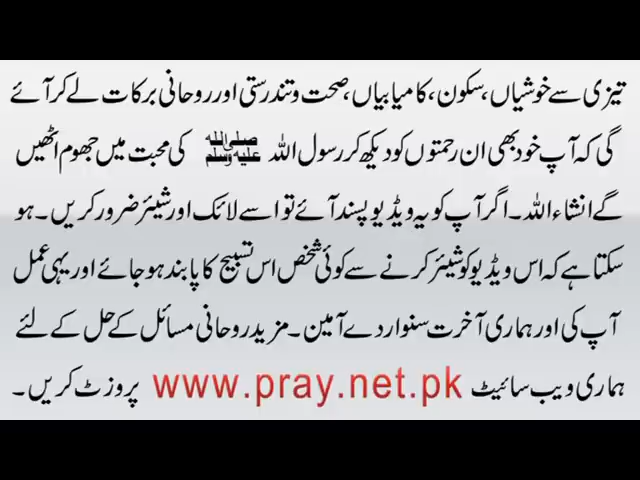 تیزی سے خوشیاں، سکون، کامیابیاں، صحت و تندرستی اور روحانی برکات لے کر آئے
گی کہ آپ خود بھی ان رحمتوں کو دیکھ کر رسول اللہ ﷺ کی محبت میں جھوم اٹھیں
گے انشاء اللہ۔ اگر آپ کو یہ ویڈیو پسند آئے تو اسے لائک اور شیئر ضرور کریں۔ ہو
سکتا ہے کہ اس ویڈیو کو شیئر کرنے سے کوئی شخص اس تسبیح کا پابند ہو جائے اور یہی عمل
آپ کی اور ہماری آخرت سنوار دے آمین۔ مزید روحانی مسائل کے حل کے لئے
ہماری ویب سائیٹ www.pray.net.pk پر وزٹ کریں۔